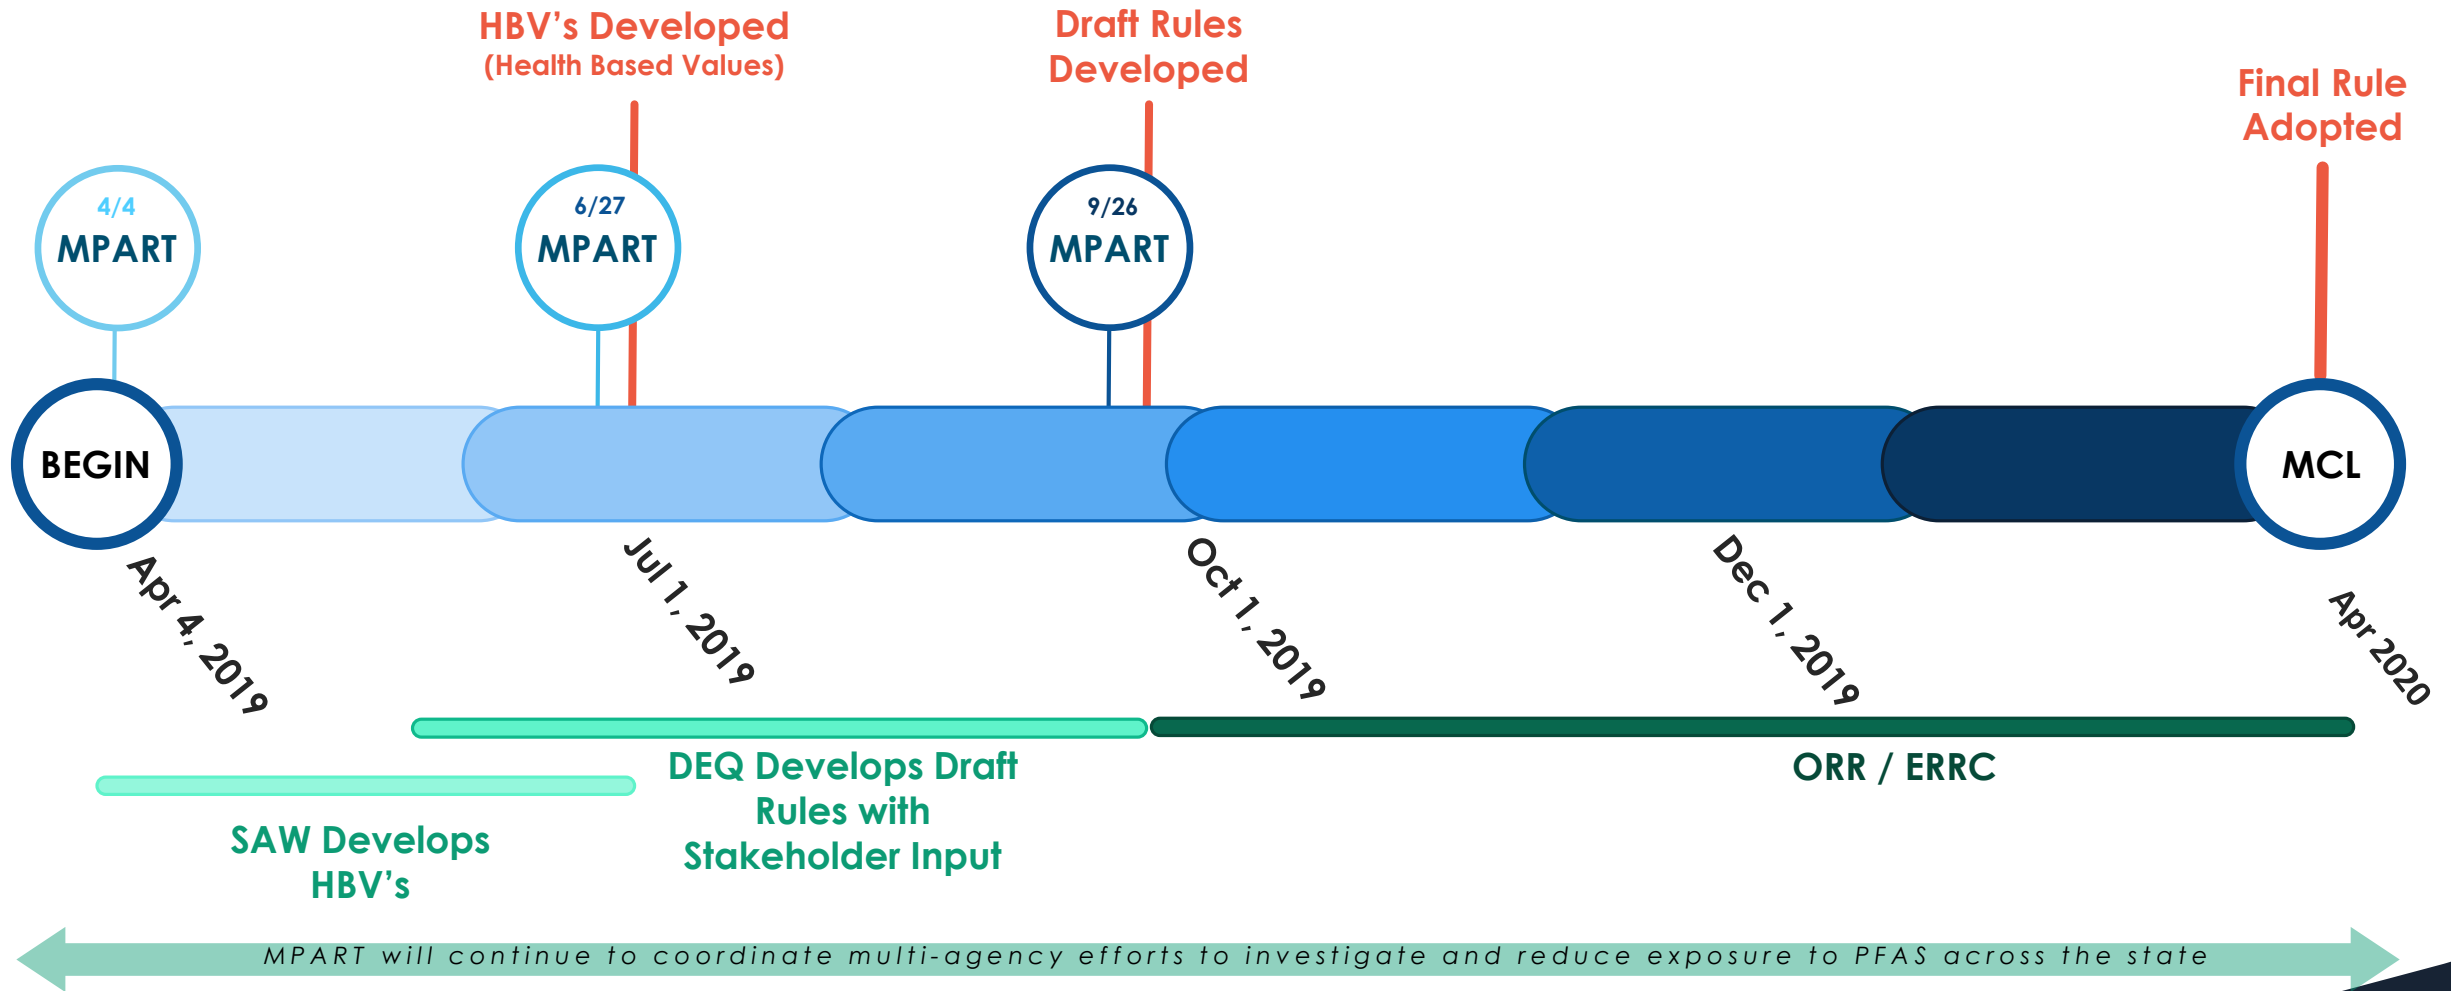 HBV’s Developed
(Health Based Values)
Draft Rules
Developed
Final Rule
Adopted
4/4
MPART
6/27
MPART
9/26
MPART
BEGIN
MCL
Apr 4, 2019
Jul 1, 2019
Oct 1, 2019
Dec 1, 2019
Apr 2020
DEQ Develops Draft
Rules with
Stakeholder Input
ORR / ERRC
SAW Develops
HBV’s
MPART will continue to coordinate multi-agency efforts to investigate and reduce exposure to PFAS across the state